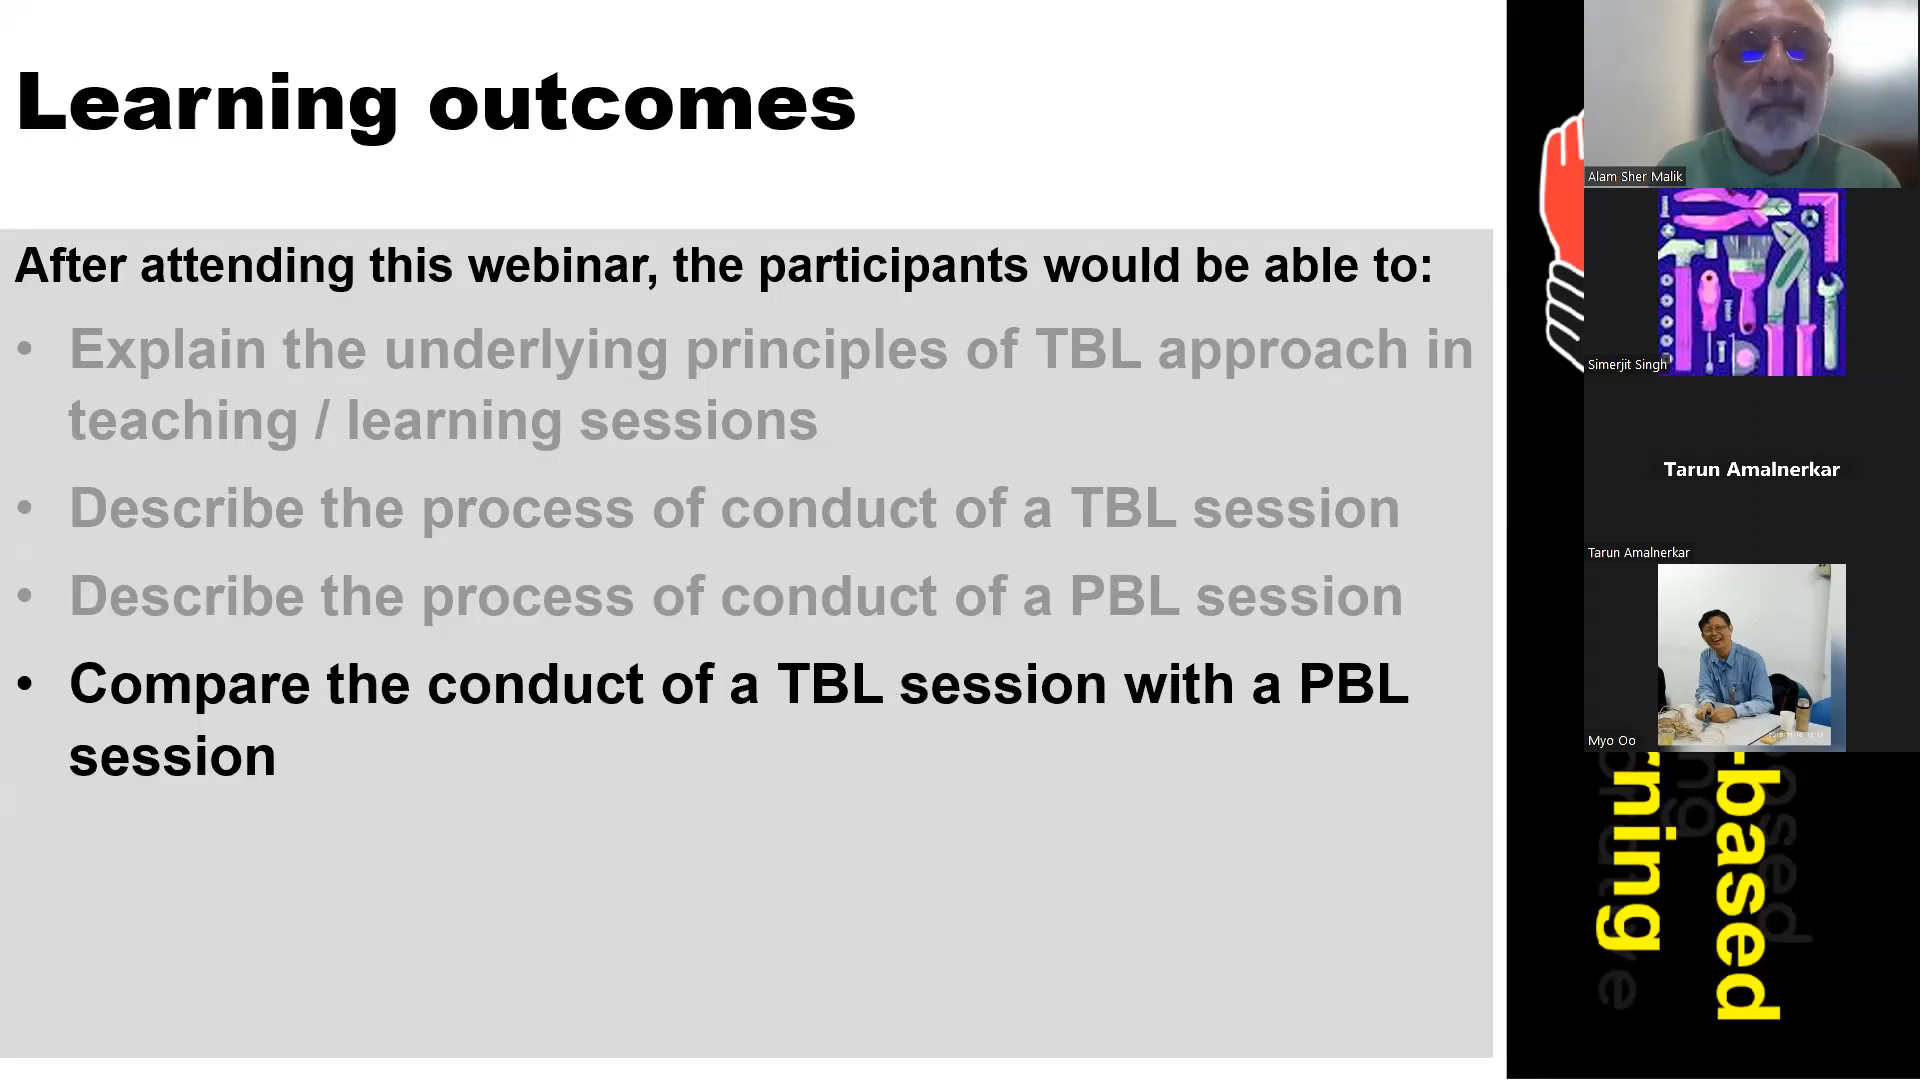 Learning outcomes
After attending this webinar, the participants would be able to:
• Explain the underlying principles of TBL approach in
teaching / learning sessions
• Describe the process of conduct of a TBL session
• Describe the process of conduct of a PBL session
• Compare the conduct of a TBL session with a PBL
session
Alam Sher Malik
Simerjit Singh
Tarun Amalnerkar
Tarun Amalnerkar
Myo Oo
-based
rning